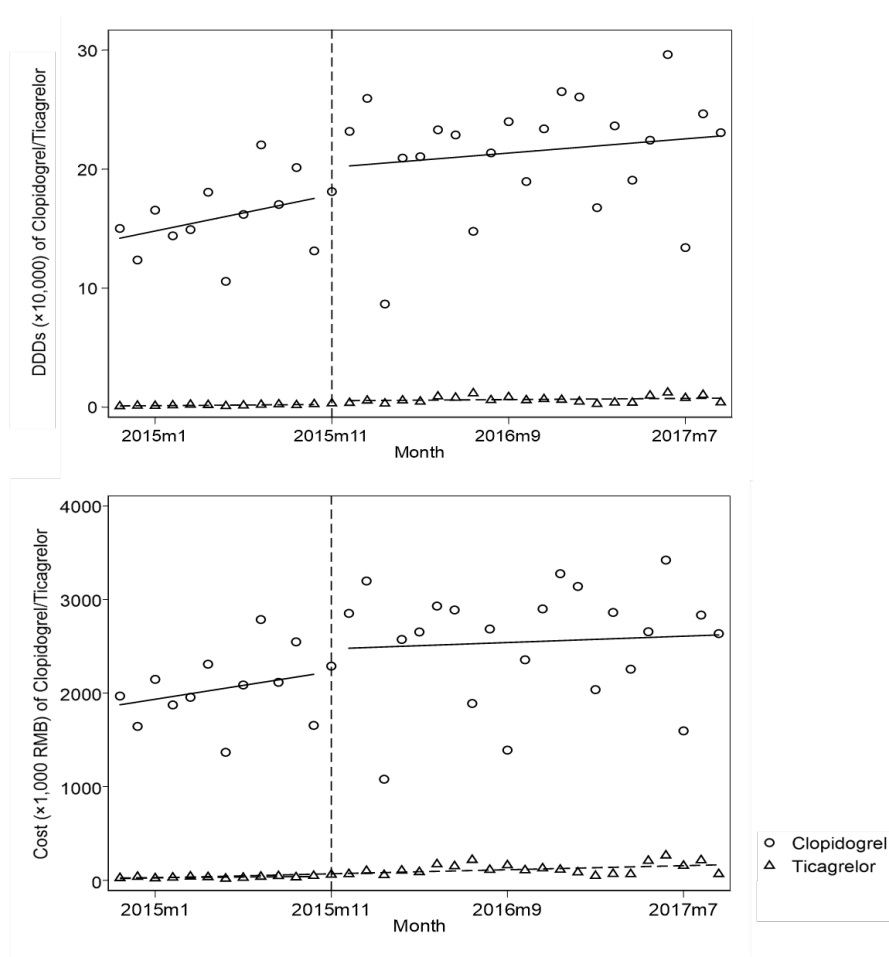 DDDs (×10,000) of Clopidogrel/Ticagrelor
30
20
10
0
2015m1 2015m11 2016m9 2017m7
Month
Cost (×1,000 RMB) of Clopidogrel/Ticagrelor
4000
3000
2000
1000
0
2015m1 2015m11 2016m9 2017m7
Month
Clopidogrel
Ticagrelor